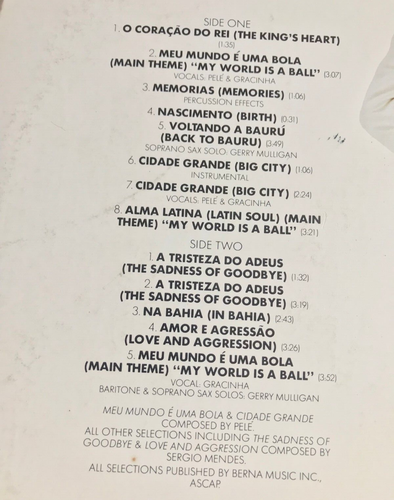 SIDE ONE
1. O CORAÇÃO DO REI (THE KING'S HEART)
(1:35)
2. MEU MUNDO É UMA BOLA
(MAIN THEME) "MY WORLD IS A BALL" (3:07)
VOCALS: PELÉ & GRACINHA
3. MEMORIAS (MEMORIES) (1:06)
PERCUSSION EFFECTS
4. NASCIMENTO (BIRTH) (0:31)
5. VOLTANDO A BAURÚ
(BACK TO BAURU) (3:49)
SOPRANO SAX SOLO: GERRY MULLIGAN
6. CIDADE GRANDE (BIG CITY) (1:06)
INSTRUMENTAL
7. CIDADE GRANDE (BIG CITY) (2:24)
VOCALS: PELÉ & GRACINHA
8. ALMA LATINA (LATIN SOUL) (MAIN
THEME) "MY WORLD IS A BALL" (3:21)
SIDE TWO
1. A TRISTEZA DO ADEUS
(THE SADNESS OF GOODBYE) (1:32)
2. A TRISTEZA DO ADEUS
(THE SADNESS OF GOODBYE) (3:19)
3. NA BAHIA (IN BAHIA) (2:43)
4. AMOR E AGRESSÃO
(LOVE AND AGGRESSION) (3:26)
5. MEU MUNDO É UMA BOLA
(MAIN THEME) "MY WORLD IS A BALL" (3:52)
VOCAL: GRACINHA
BARITONE & SOPRANO SAX SOLOS: GERRY MULLIGAN
MEU MUNDO É UMA BOLA & CIDADE GRANDE
COMPOSED BY PELÉ.
ALL OTHER SELECTIONS INCLUDING THE SADNESS OF
GOODBYE & LOVE AND AGGRESSION COMPOSED BY
SERGIO MENDES.
ALL SELECTIONS PUBLISHED BY BERNA MUSIC INC.,
ASCAP.